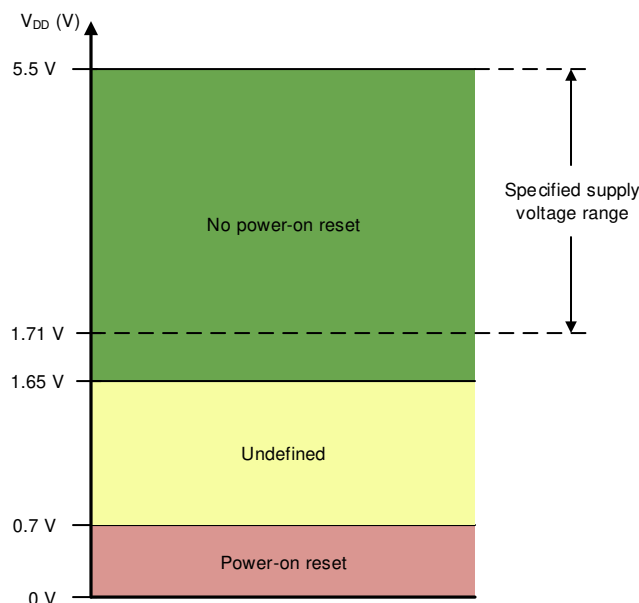 VDD (V)
5.5 V
Specified supply
voltage range
No power-on reset
1.71 V
1.65 V
Undefined
0.7 V
Power-on reset
0 V